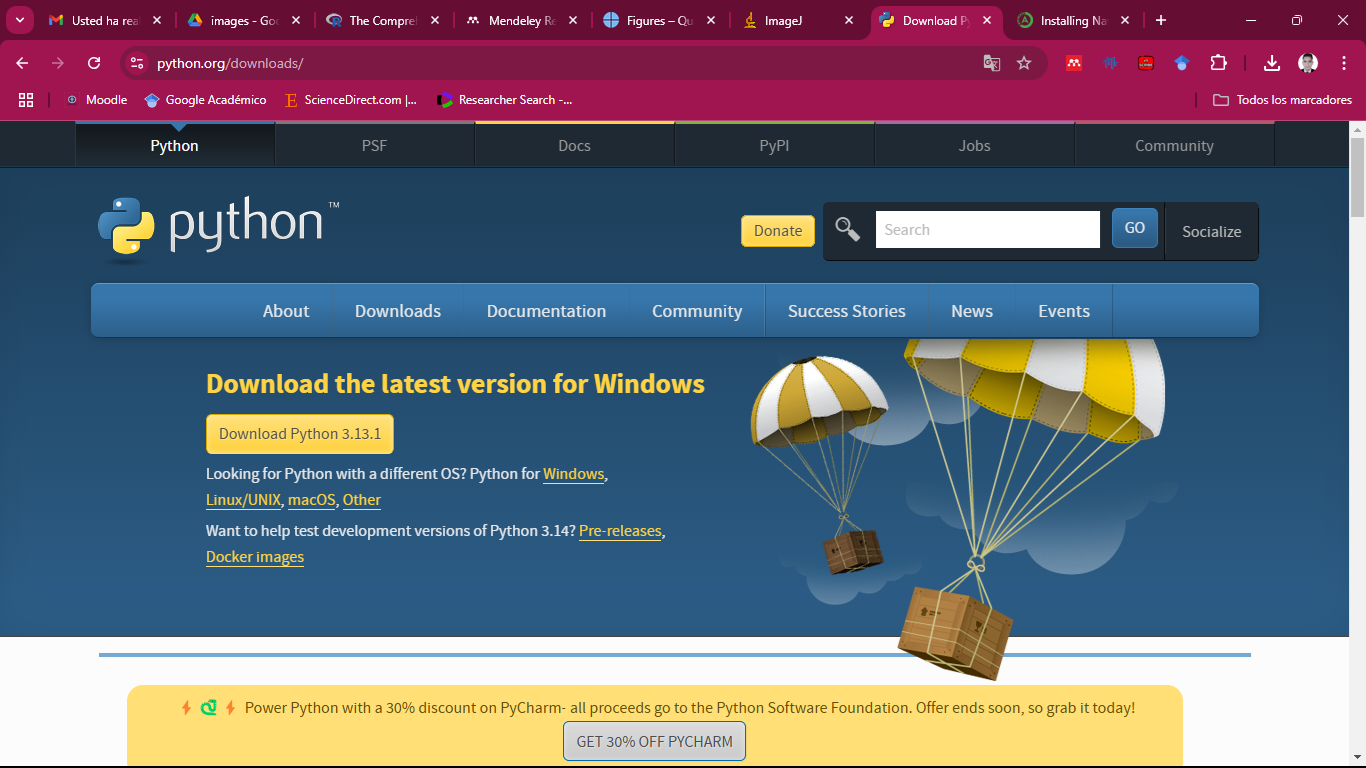 Usted ha real
images - Goo
The Compreh
Mendeley Re
Figures – Qu
ImageJ
Download Py
Installing Na
python.org/downloads/
Moodle
Google Académico
ScienceDirect.com |...
Researcher Search -...
Todos los marcadores
Python
PSF
Docs
PyPI
Jobs
Community
python™
Donate
Search
GO
Socialize
About
Downloads
Documentation
Community
Success Stories
News
Events
Download the latest version for Windows
Download Python 3.13.1
Looking for Python with a different OS? Python for Windows,
Linux/UNIX, macOS, Other
Want to help test development versions of Python 3.14? Pre-releases,
Docker images
Power Python with a 30% discount on PyCharm- all proceeds go to the Python Software Foundation. Offer ends soon, so grab it today!
GET 30% OFF PYCHARM